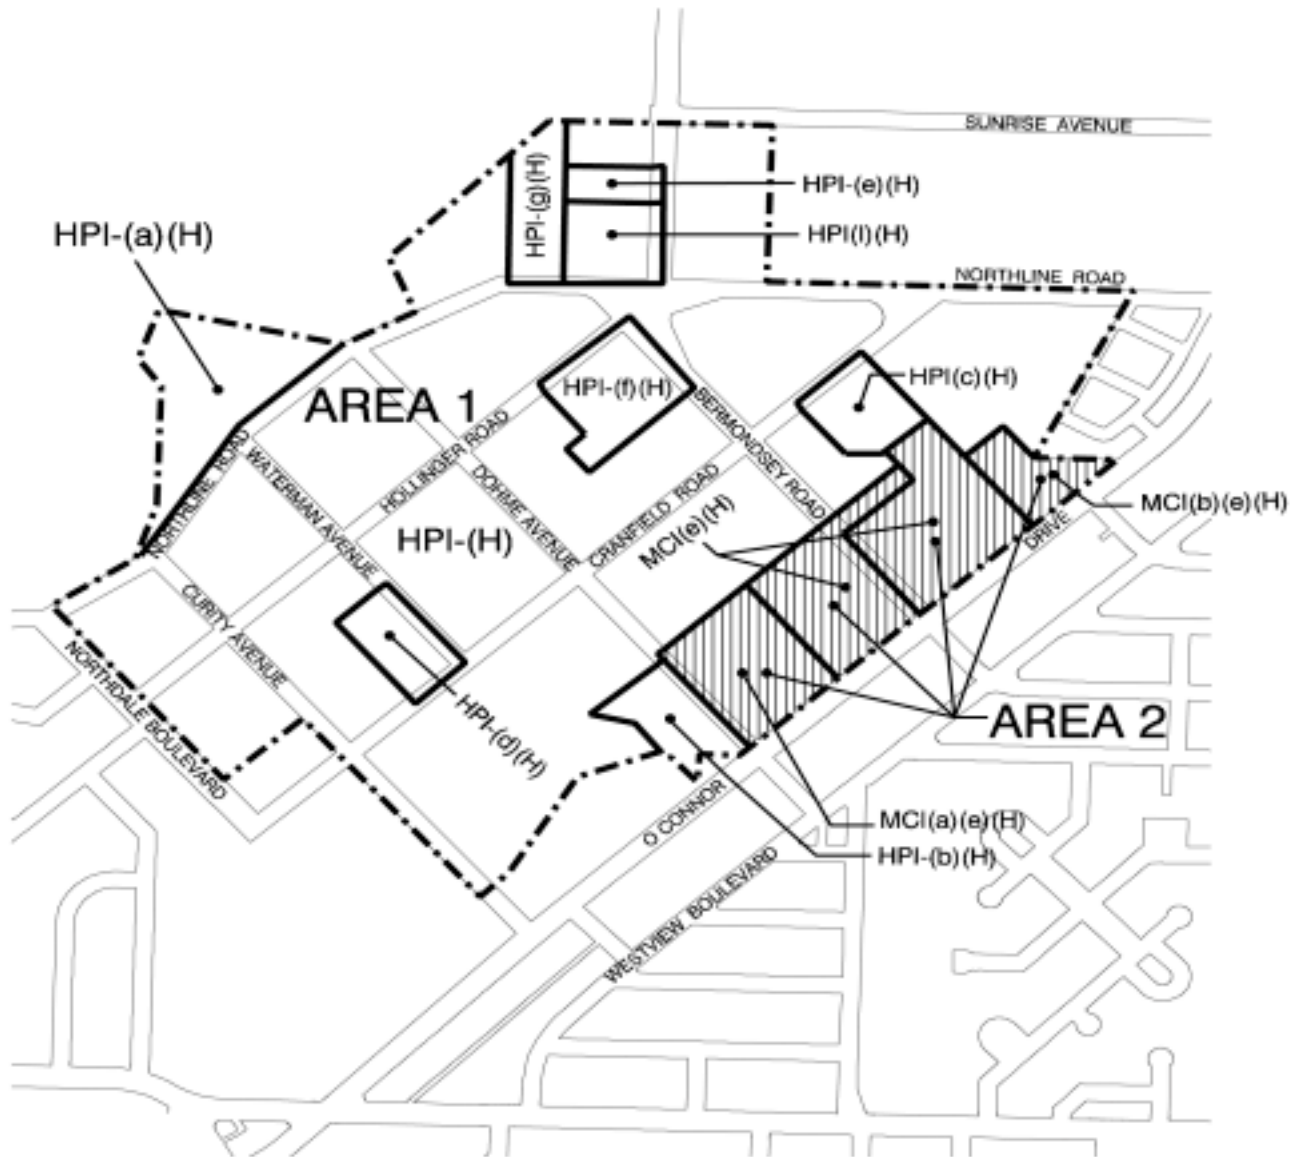 SUNRISE AVENUE
HPI-(g)(H)
HPI-(e)(H)
HPI(l)(H)
HPI-(a)(H)
NORTHLINE ROAD
AREA 1
HPI-(f)(H)
HPI(c)(H)
BERMONDSEY ROAD
HOLLINGER ROAD
NORTHLINE ROAD
WATERMAN AVENUE
DOHME AVENUE
CRANFIELD ROAD
MCI(e)(H)
MCI(b)(e)(H)
HPI-(H)
DRIVE
CURITY AVENUE
NORTHDALE BOULEVARD
HPI-(d)(H)
AREA 2
O CONNOR
MCI(a)(e)(H)
HPI-(b)(H)
WESTVIEW BOULEVARD